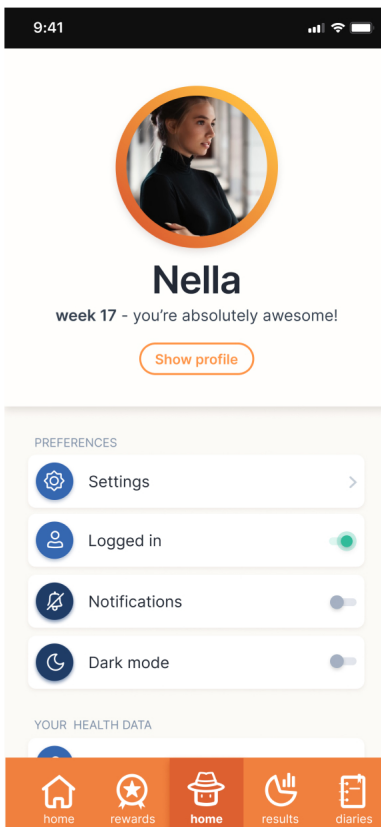 9:41
Nella
week 17 - you're absolutely awesome!
Show profile
PREFERENCES
Settings
Logged in
Notifications
Dark mode
YOUR HEALTH DATA
home
rewards
home
results
diaries